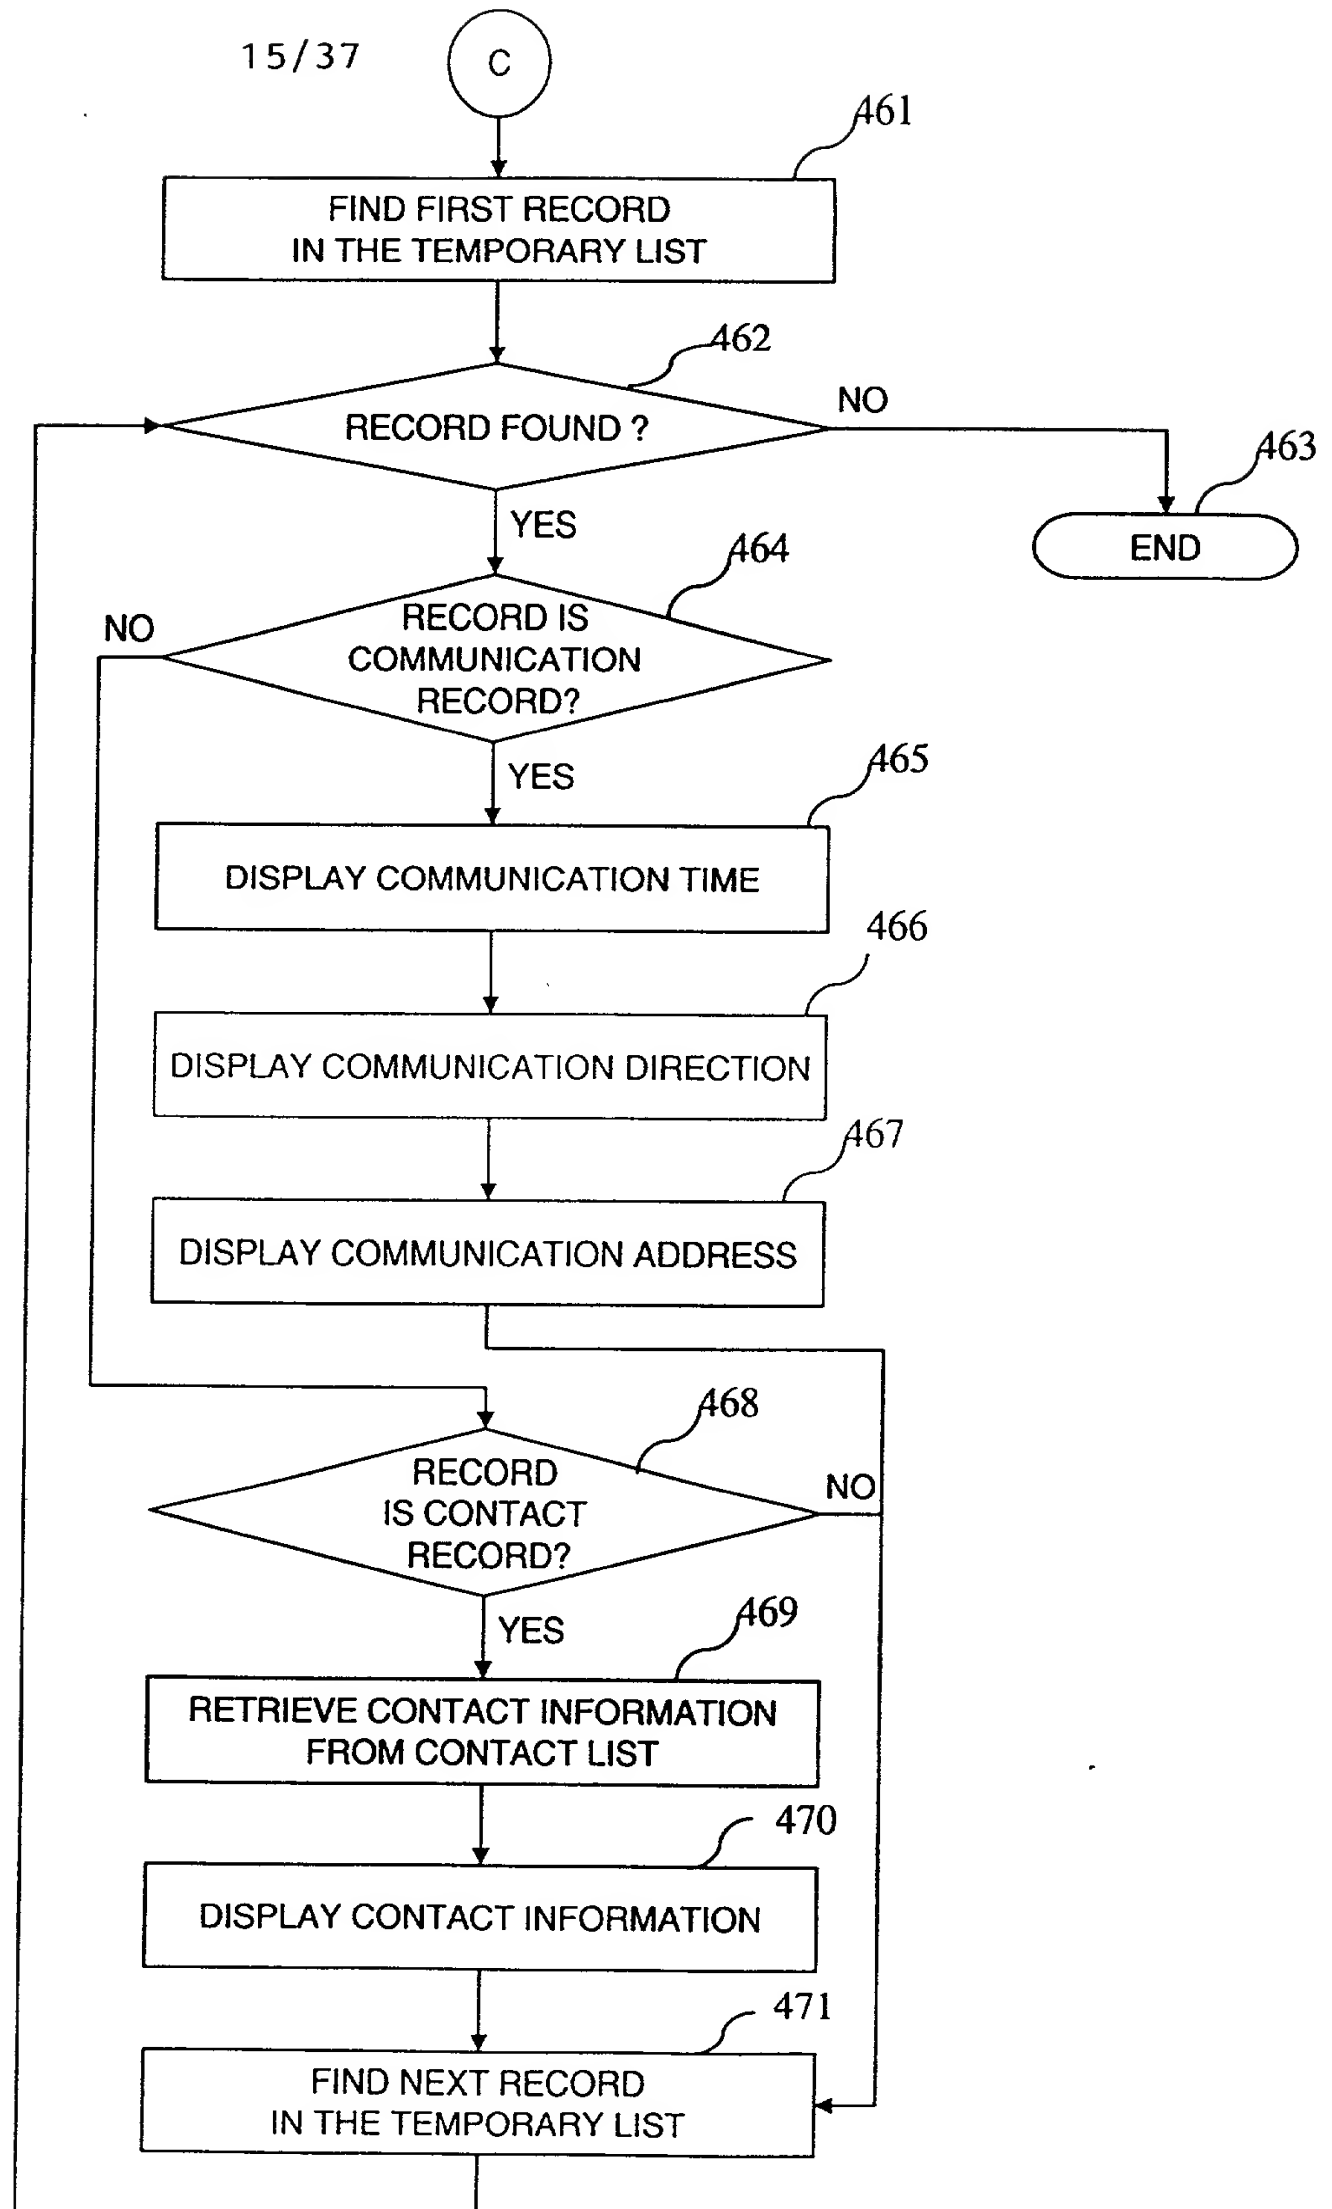 15/37
C
461
FIND FIRST RECORD
IN THE TEMPORARY LIST
462
RECORD FOUND ?
NO
463
END
YES
464
RECORD IS
COMMUNICATION
RECORD?
NO
YES
465
DISPLAY COMMUNICATION TIME
466
DISPLAY COMMUNICATION DIRECTION
467
DISPLAY COMMUNICATION ADDRESS
468
RECORD
IS CONTACT
RECORD?
NO
YES
469
RETRIEVE CONTACT INFORMATION
FROM CONTACT LIST
470
DISPLAY CONTACT INFORMATION
471
FIND NEXT RECORD
IN THE TEMPORARY LIST